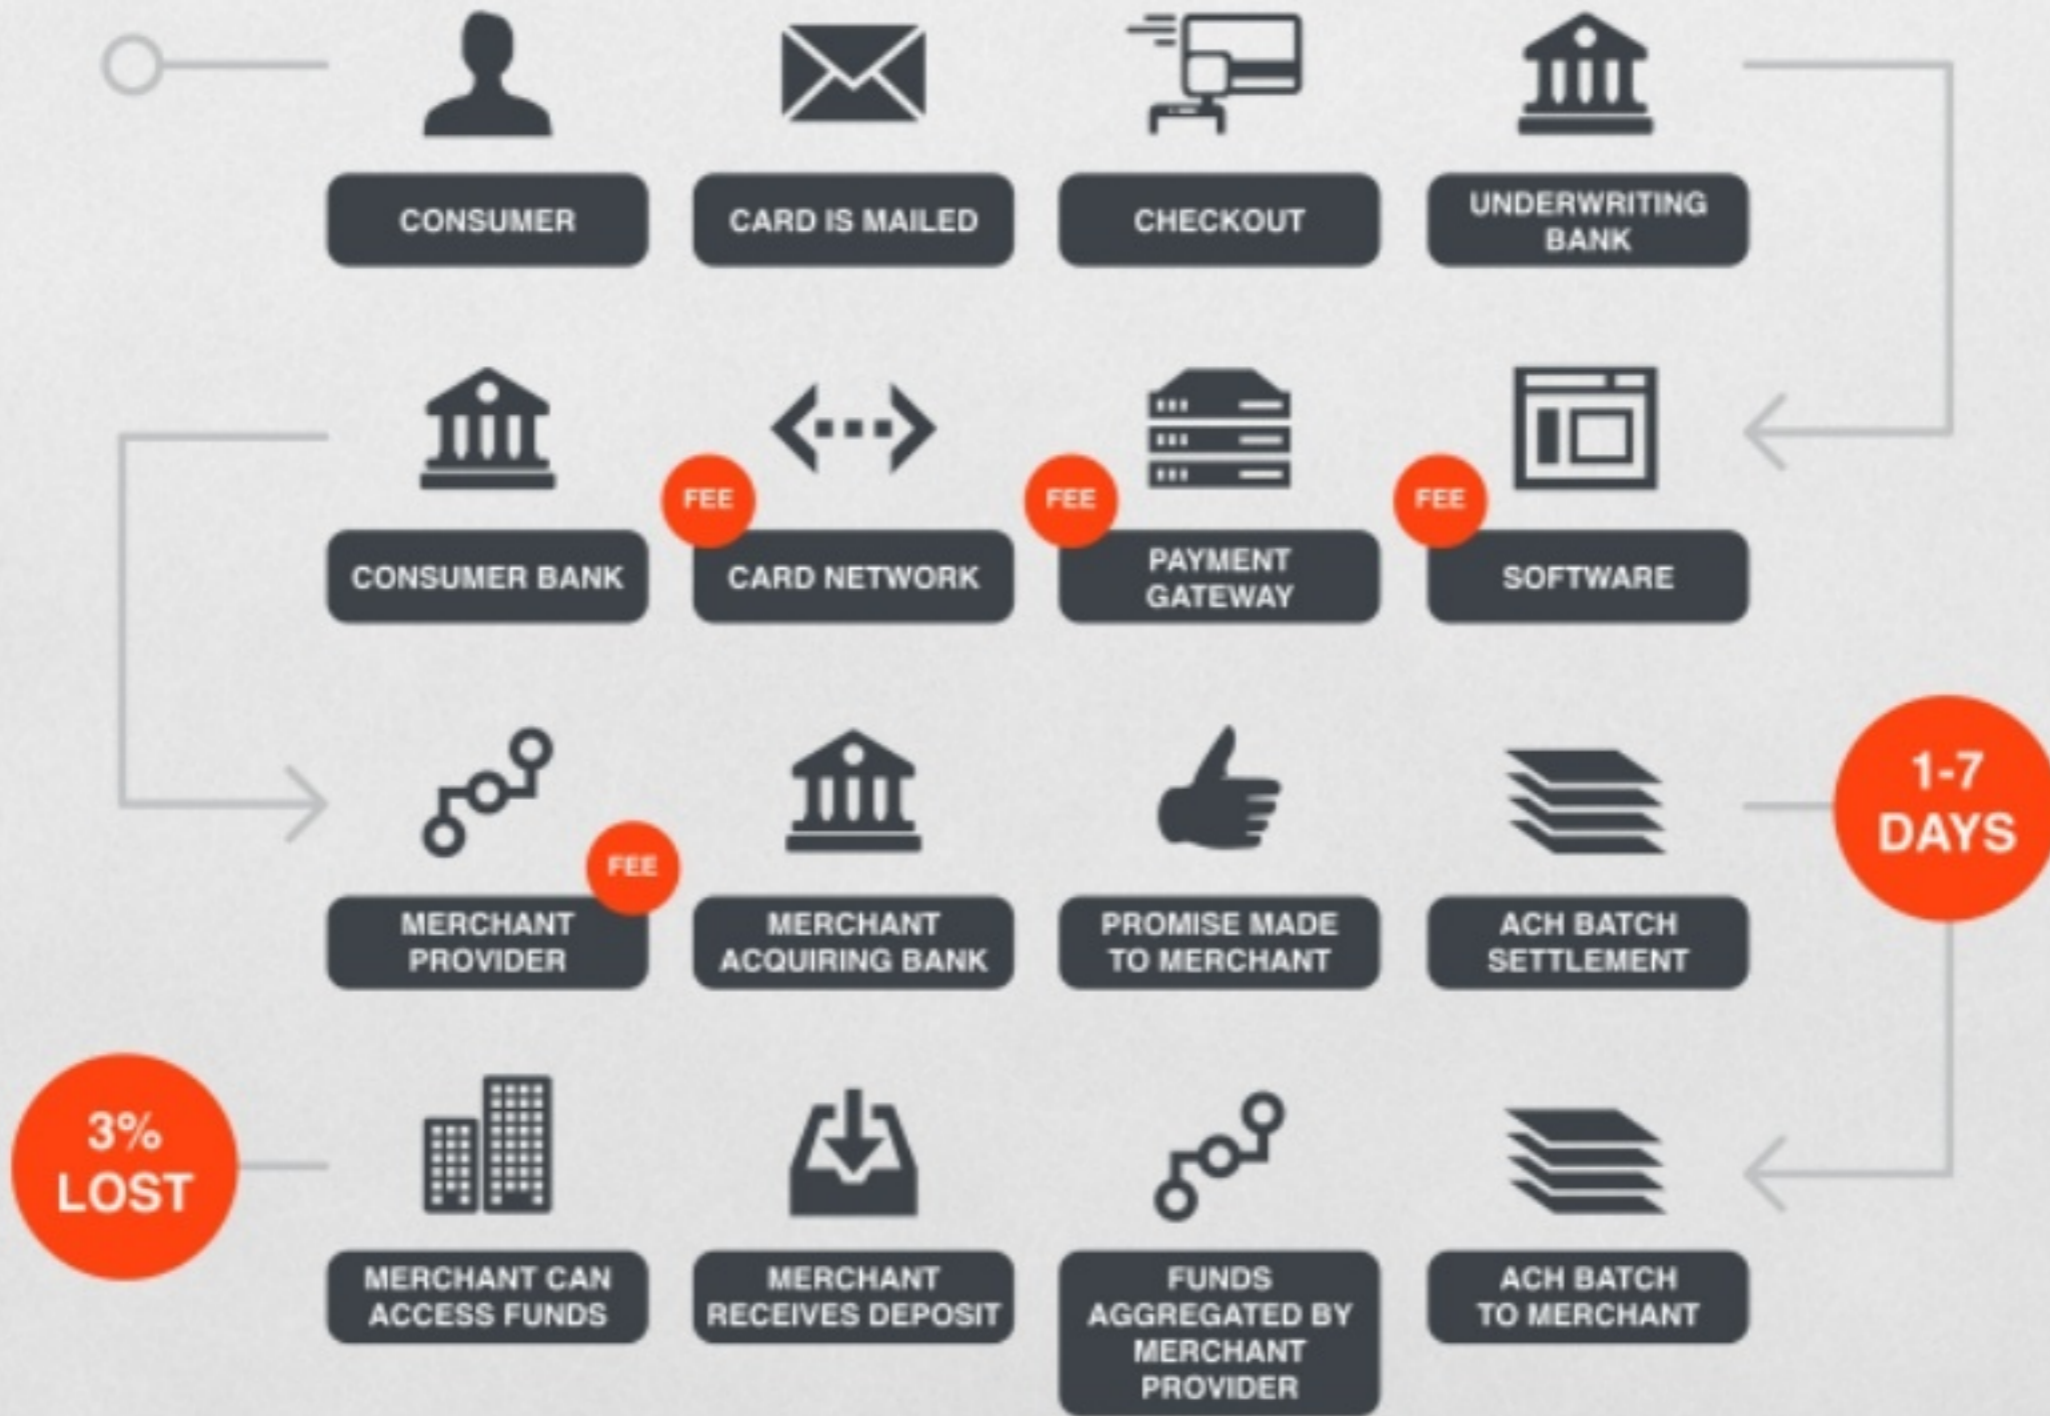 CONSUMER
CARD IS MAILED
CHECKOUT
UNDERWRITING
BANK
FEE
FEE
FEE
CONSUMER BANK
CARD NETWORK
PAYMENT
GATEWAY
SOFTWARE
1-7
DAYS
FEE
MERCHANT
PROVIDER
MERCHANT
ACQUIRING BANK
PROMISE MADE
TO MERCHANT
ACH BATCH
SETTLEMENT
3%
LOST
MERCHANT CAN
ACCESS FUNDS
MERCHANT
RECEIVES DEPOSIT
FUNDS
AGGREGATED BY
MERCHANT
PROVIDER
ACH BATCH
TO MERCHANT